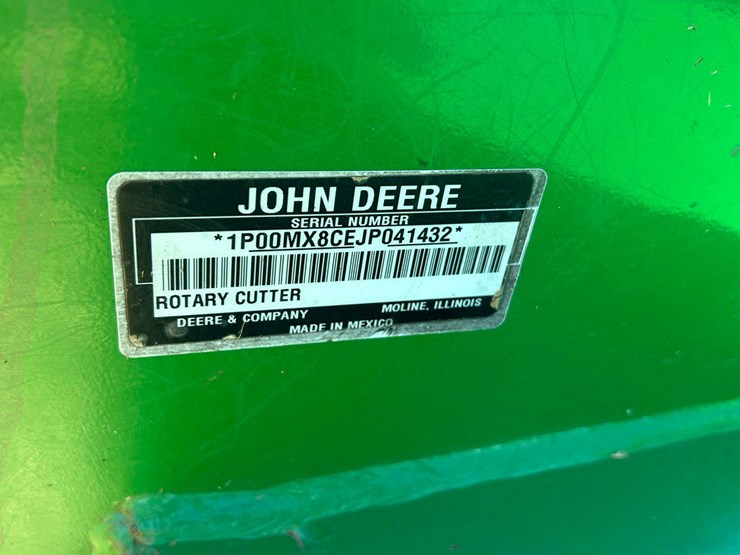 JOHN DEERE
SERIAL NUMBER
*1P00MX8CEJP041432*
ROTARY CUTTER
DEERE & COMPANY MOLINE, ILLINOIS
MADE IN MEXICO